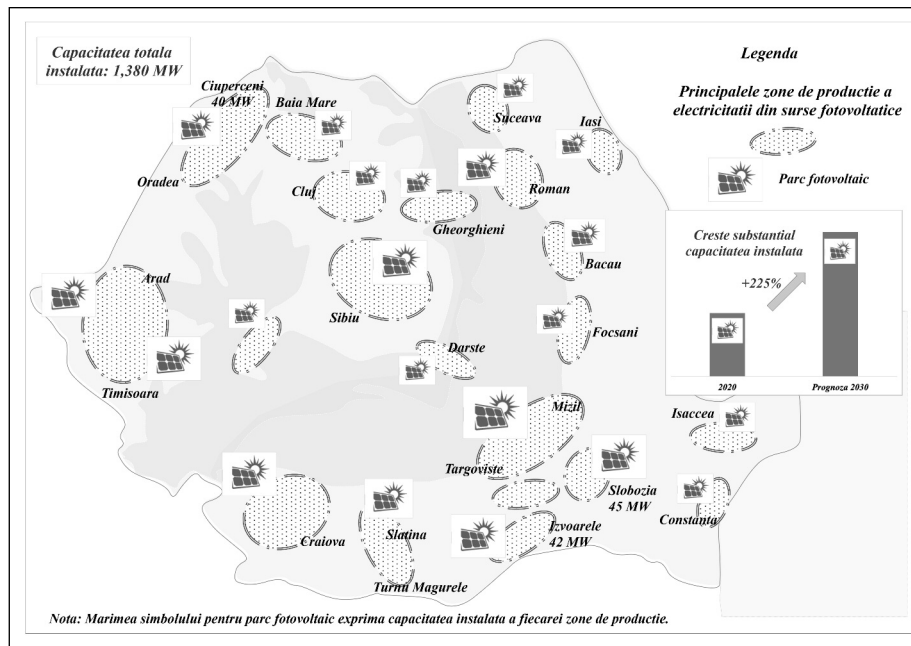 Capacitatea totala
instalata: 1,380 MW
Legenda
Principalele zone de productie a
electricitatii din surse fotovoltatice
Parc fotovoltaic
Ciuperceni
40 MW
Baia Mare
Suceava
Iasi
Oradea
Cluj
Gheorghieni
Roman
Bacau
Arad
Sibiu
Focsani
Darste
Timisoara
Mizil
Targoviste
Isaccea
Slobozia
45 MW
Constanta
Craiova
Slatina
Izvoarele
42 MW
Turnu Magurele
Creste substantial
capacitatea instalata
+225%
2020
Prognoza 2030
Nota: Marimea simbolului pentru parc fotovoltaic exprima capacitatea instalata a fiecarei zone de productie.